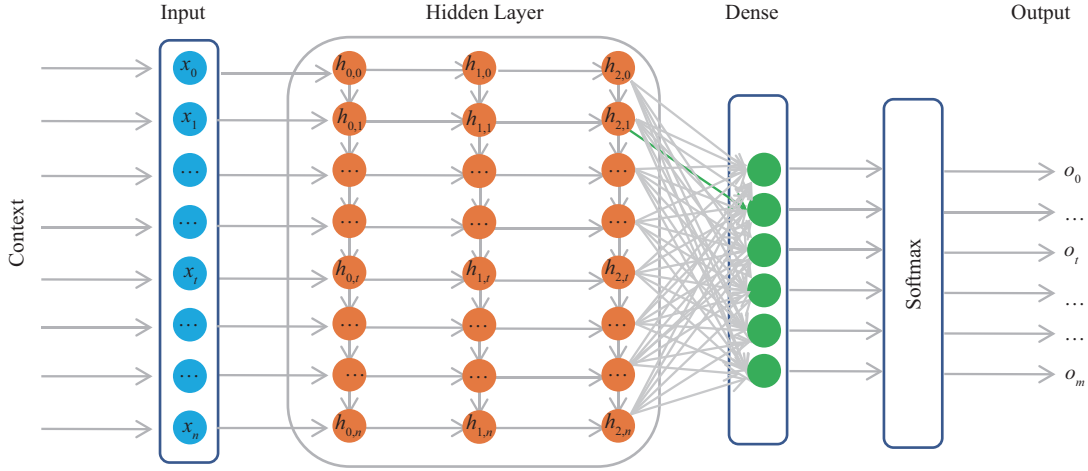 Input Hidden Layer Dense Output
x0 h0,0 h1,0 h2,0
x1 h0,1 h1,1 h2,1
... ... ... ... o0
... ... ... ... ...
xt h0,t h1,t h2,t ot
... ... ... ... ...
... ... ... ... ...
xn h0,n h1,n h2,n om
Context
Softmax